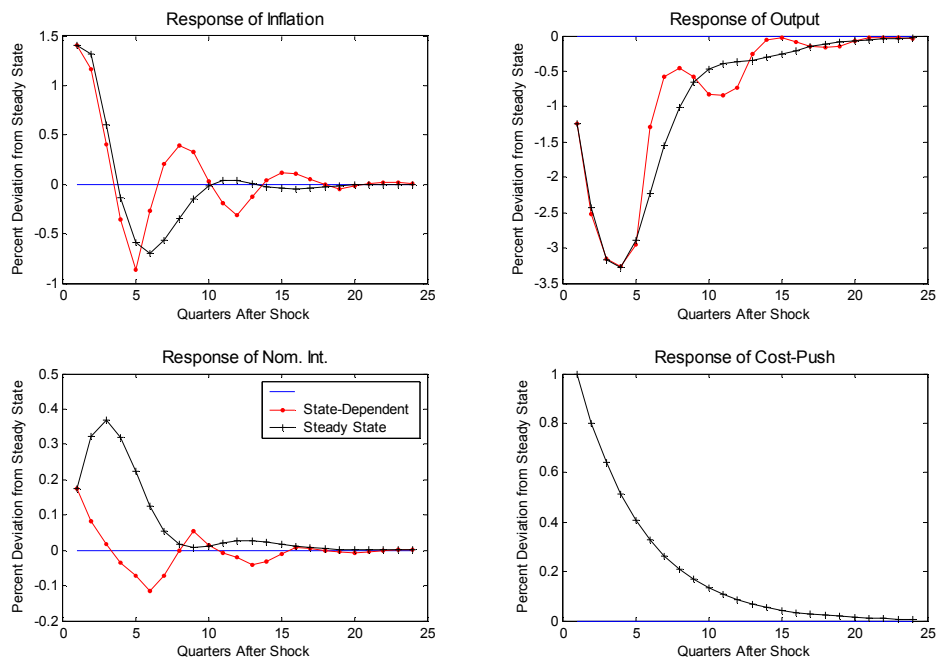 Response of Inflation
Percent Deviation from Steady State
1.5
1
0.5
0
-0.5
-1
0 5 10 15 20 25
Quarters After Shock
Response of Output
Percent Deviation from Steady State
0
-0.5
-1
-1.5
-2
-2.5
-3
-3.5
0 5 10 15 20 25
Quarters After Shock
Response of Nom. Int.
Percent Deviation from Steady State
0.5
0.4
0.3
0.2
0.1
0
-0.1
-0.2
State-Dependent
Steady State
0 5 10 15 20 25
Quarters After Shock
Response of Cost-Push
Percent Deviation from Steady State
1
0.8
0.6
0.4
0.2
0
0 5 10 15 20 25
Quarters After Shock